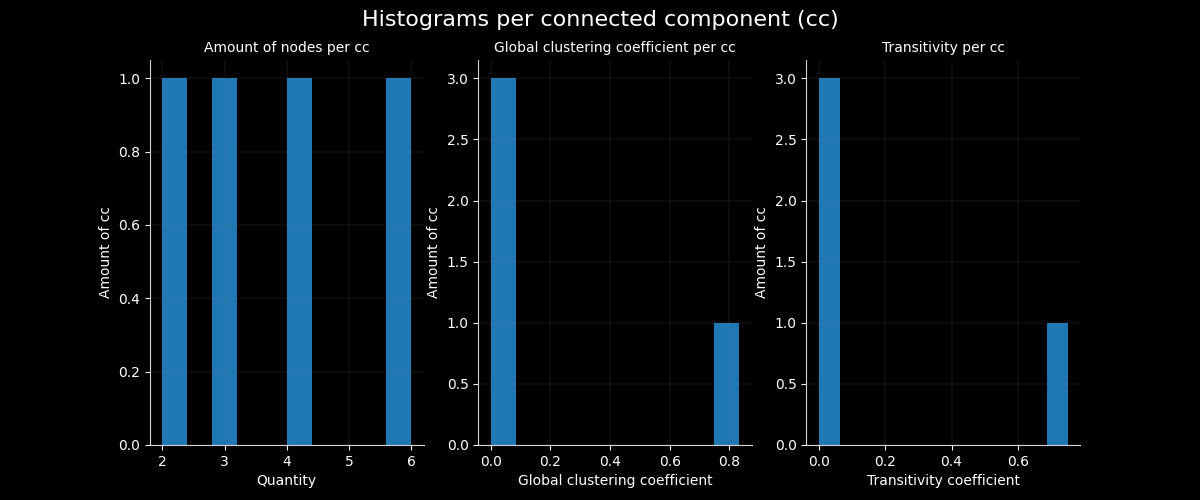 Histograms per connected component (cc)
Amount of nodes per cc
Amount of cc
1.0
0.8
0.6
0.4
0.2
0.0
2 3 4 5 6
Quantity
Global clustering coefficient per cc
Amount of cc
3.0
2.5
2.0
1.5
1.0
0.5
0.0
0.0 0.2 0.4 0.6 0.8
Global clustering coefficient
Transitivity per cc
Amount of cc
3.0
2.5
2.0
1.5
1.0
0.5
0.0
0.0 0.2 0.4 0.6
Transitivity coefficient